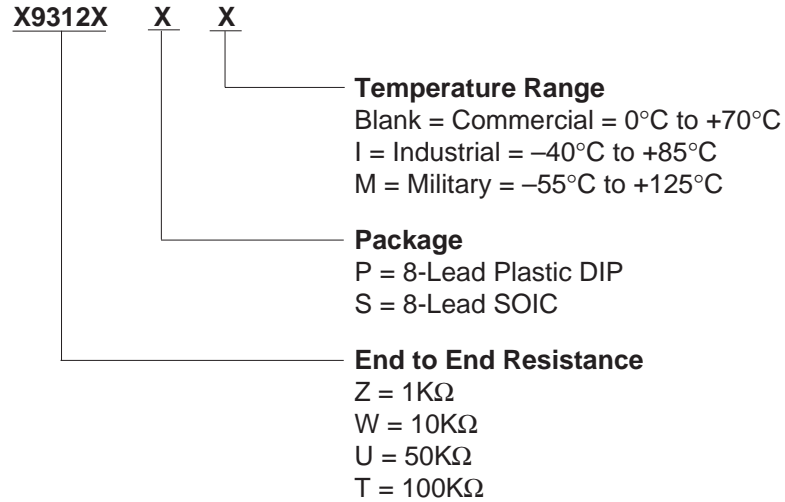 X9312X X X
Temperature Range
Blank = Commercial = 0°C to +70°C
I = Industrial = –40°C to +85°C
M = Military = –55°C to +125°C
Package
P = 8-Lead Plastic DIP
S = 8-Lead SOIC
End to End Resistance
Z = 1KΩ
W = 10KΩ
U = 50KΩ
T = 100KΩ